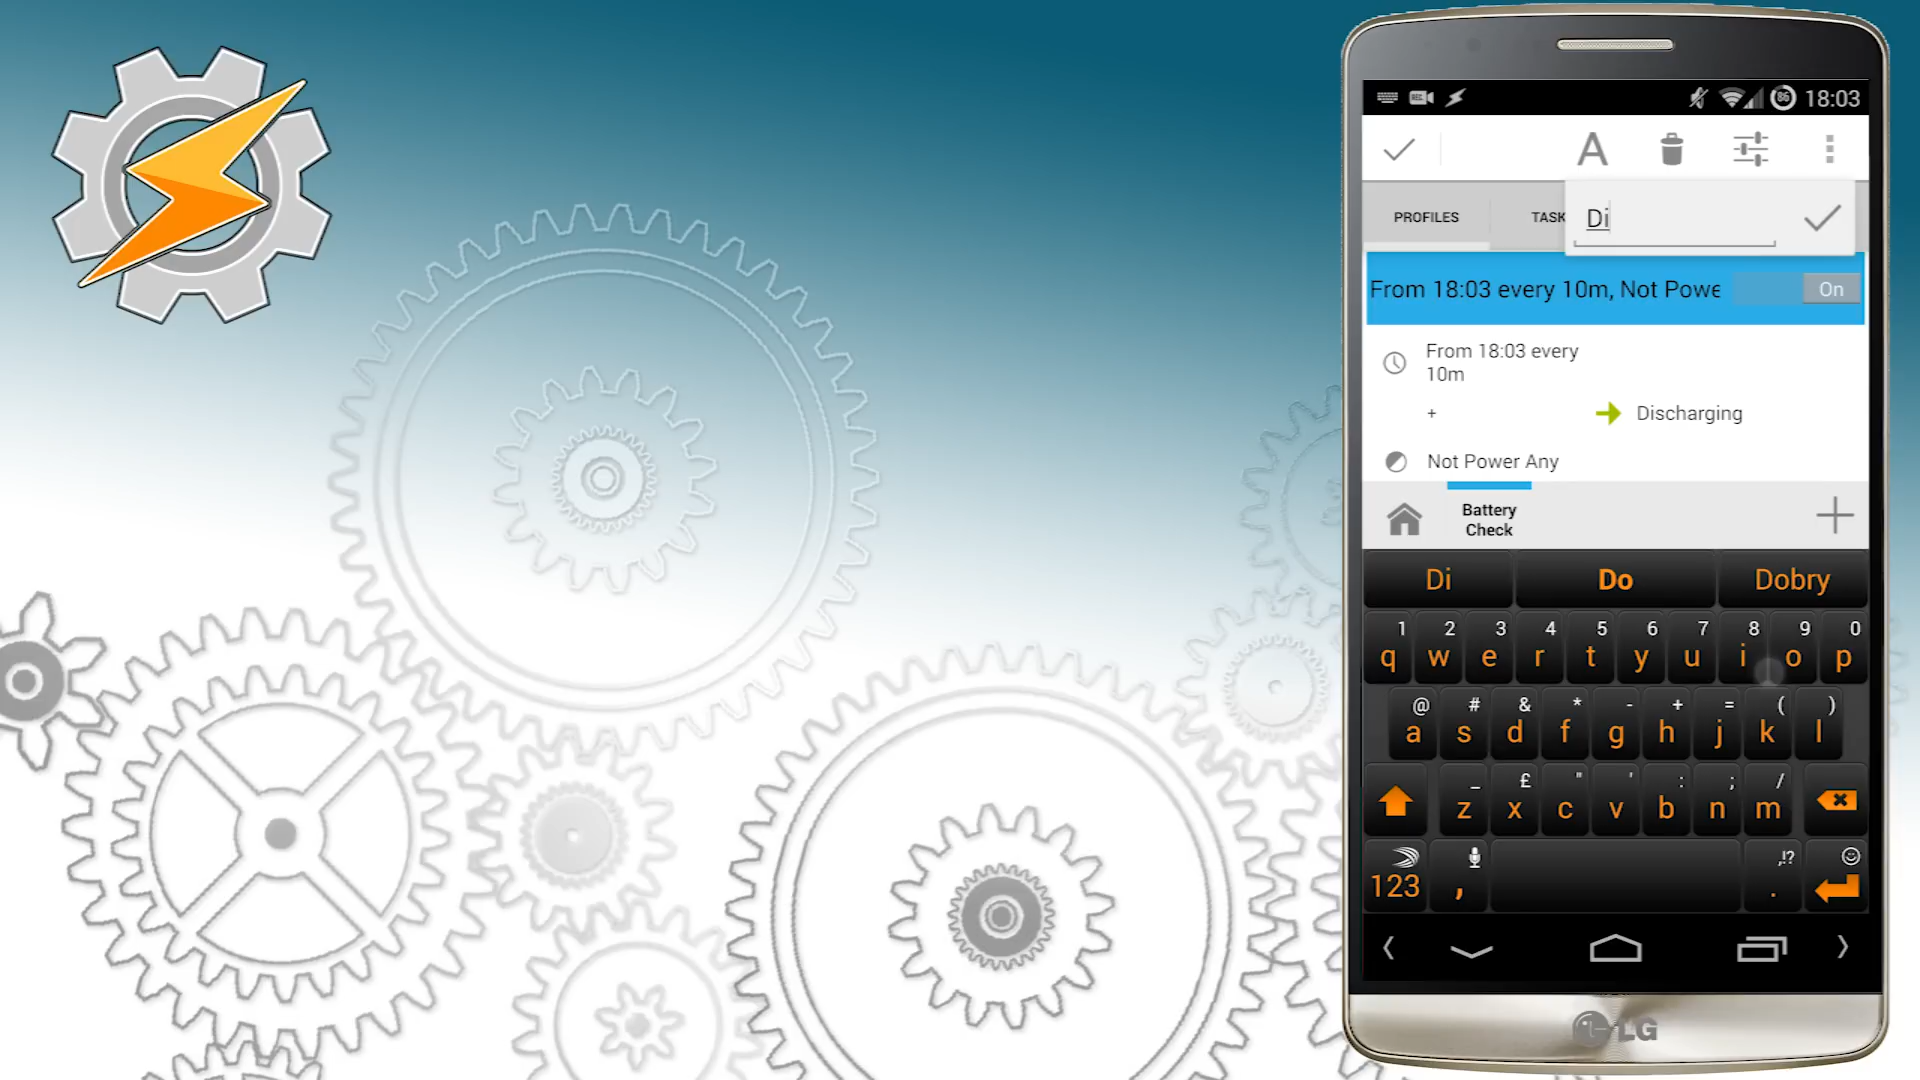 18:03
86
A
PROFILES
TASK
Di
From 18:03 every 10m, Not Powe
On
From 18:03 every
10m
+
Discharging
Not Power Any
Battery
Check
Di
Do
Dobry
1 2 3 4 5 6 7 8 9 0
q w e r t y u i o p
@ # & * - + = ( )
a s d f g h j k l
_ £ " ' : ; /
z x c v b n m
,!?
123 , .
LG